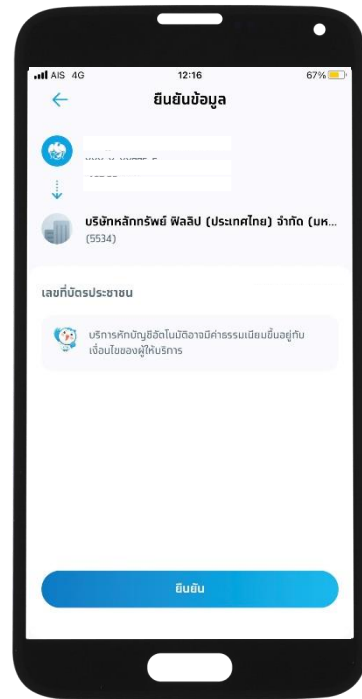 AIS 4G 12:16 67%
ยืนยันข้อมูล
บริษัทหลักทรัพย์ ฟิลลิป (ประเทศไทย) จำกัด (มห...
(5534)
เลขที่บัตรประชาชน
บริการหักบัญชีอัตโนมัติอาจมีค่าธรรมเนียมขึ้นอยู่กับ
เงื่อนไขของผู้ให้บริการ
ยืนยัน